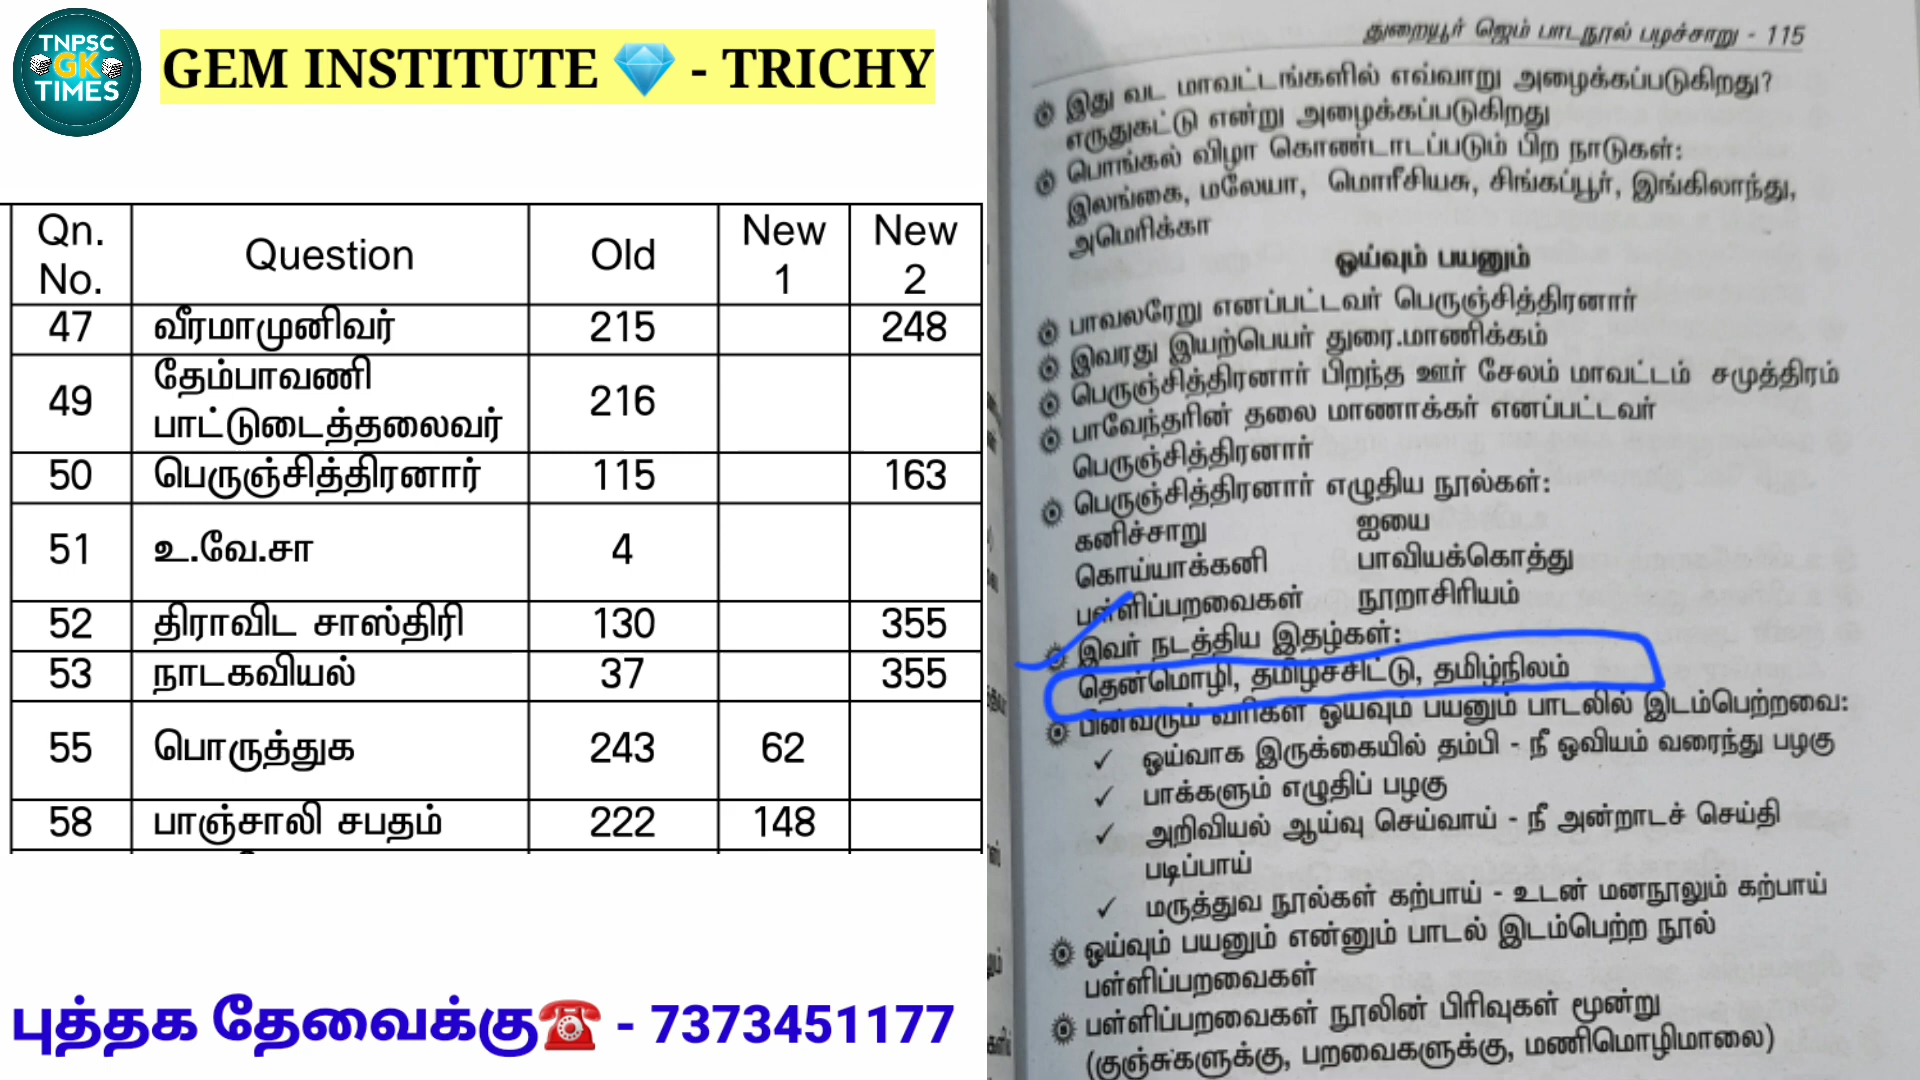 TNPSC
GK
TIMES
GEM INSTITUTE 💎 - TRICHY
Qn. No. Question Old New 1 New 2
47 வீரமாமுனிவர் 215 248
49 தேம்பாவணி பாட்டுடைத்தலைவர் 216
50 பெருஞ்சித்திரனார் 115 163
51 உ.வே.சா 4
52 திராவிட சாஸ்திரி 130 355
53 நாடகவியல் 37 355
55 பொருத்துக 243 62
58 பாஞ்சாலி சபதம் 222 148
புத்தக தேவைக்கு☎️ - 7373451177
துறையூர் ஜெம் பாடநூல் பழச்சாறு - 115
இது வட மாவட்டங்களில் எவ்வாறு அழைக்கப்படுகிறது?
எருதுகட்டு என்று அழைக்கப்படுகிறது
பொங்கல் விழா கொண்டாடப்படும் பிற நாடுகள்:
இலங்கை, மலேயா, மொரீசியசு, சிங்கப்பூர், இங்கிலாந்து,
அமெரிக்கா
ஓய்வும் பயனும்
பாவலரேறு எனப்பட்டவர் பெருஞ்சித்திரனார்
இவரது இயற்பெயர் துரை.மாணிக்கம்
பெருஞ்சித்திரனார் பிறந்த ஊர் சேலம் மாவட்டம் சமுத்திரம்
பாவேந்தரின் தலை மாணாக்கர் எனப்பட்டவர்
பெருஞ்சித்திரனார்
பெருஞ்சித்திரனார் எழுதிய நூல்கள்:
கனிச்சாறு ஐயை
கொய்யாக்கனி பாவியக்கொத்து
பள்ளிப்பறவைகள் நூறாசிரியம்
இவர் நடத்திய இதழ்கள்:
தென்மொழி, தமிழ்ச்சிட்டு, தமிழ்நிலம்
பின்வரும் வரிகள் ஓய்வும் பயனும் பாடலில் இடம்பெற்றவை:
✓ ஓய்வாக இருக்கையில் தம்பி - நீ ஓவியம் வரைந்து பழகு
✓ பாக்களும் எழுதிப் பழகு
✓ அறிவியல் ஆய்வு செய்வாய் - நீ அன்றாடச் செய்தி
படிப்பாய்
✓ மருத்துவ நூல்கள் கற்பாய் - உடன் மனநூலும் கற்பாய்
ஓய்வும் பயனும் என்னும் பாடல் இடம்பெற்ற நூல்
பள்ளிப்பறவைகள்
பள்ளிப்பறவைகள் நூலின் பிரிவுகள் மூன்று
(குஞ்சுகளுக்கு, பறவைகளுக்கு, மணிமொழிமாலை)